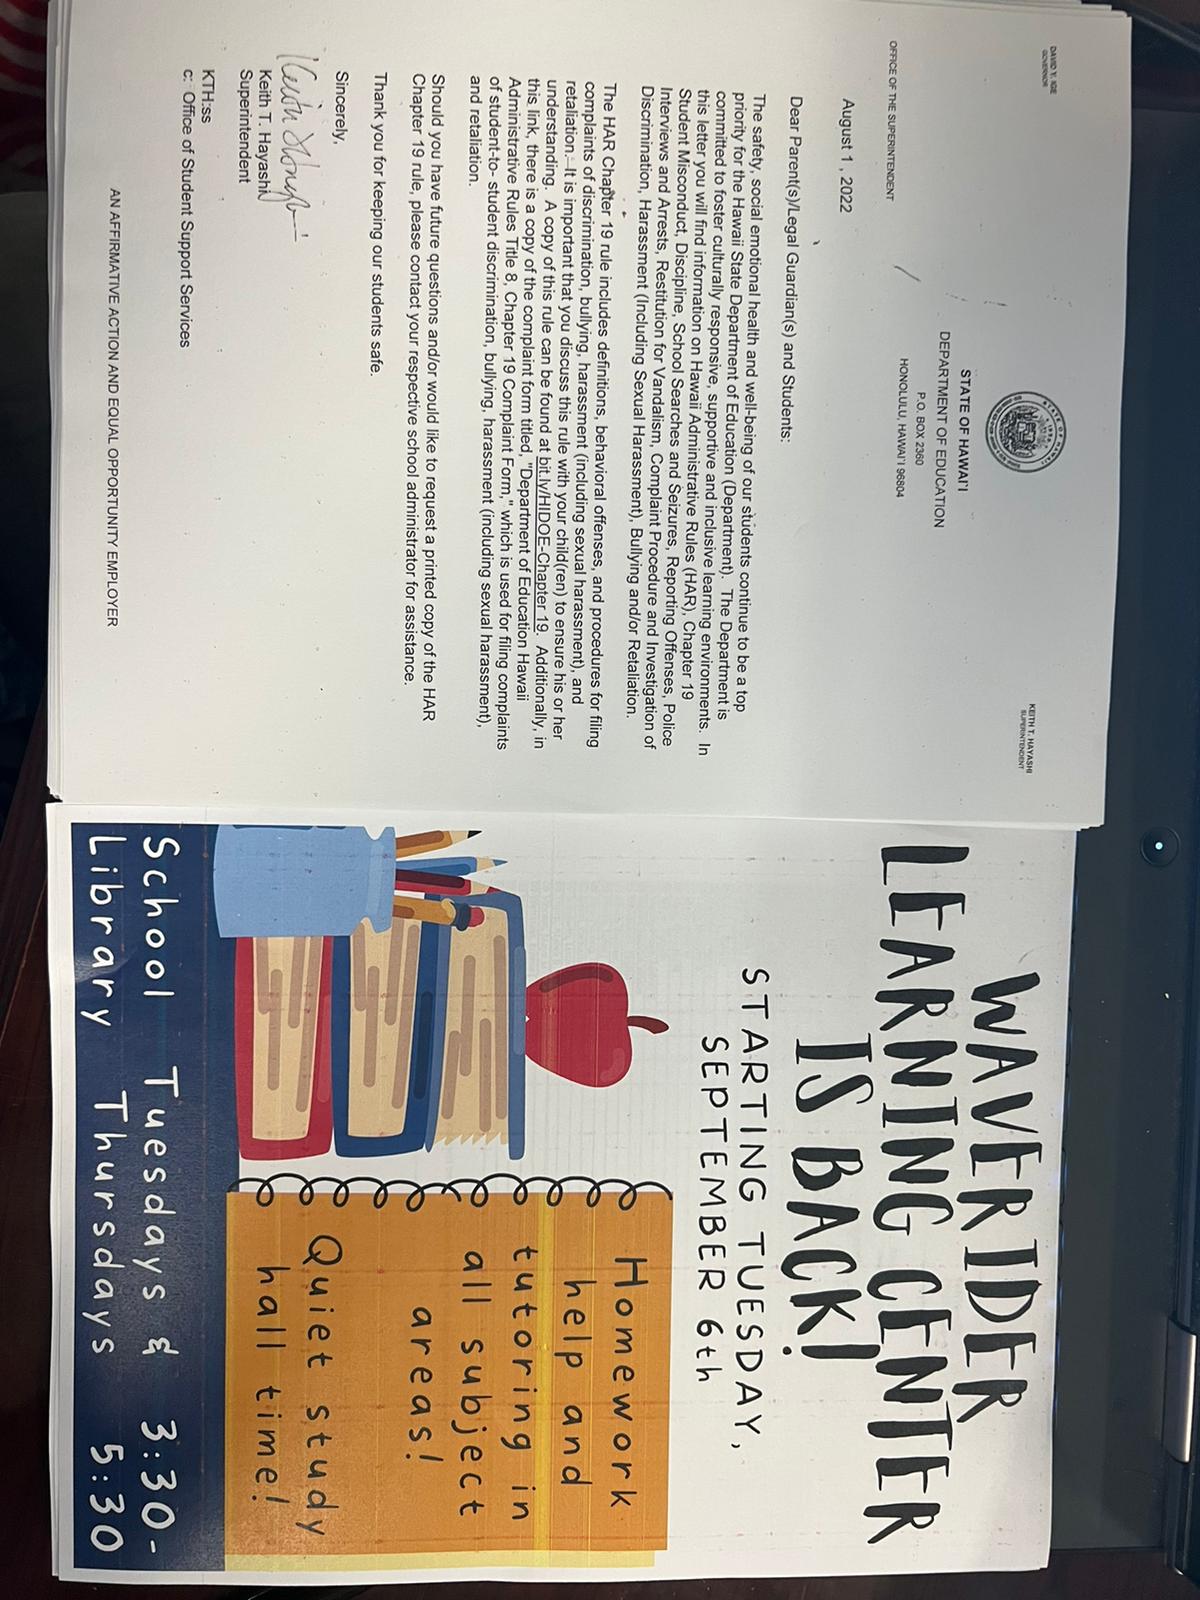 DAVID Y. IGE
GOVERNOR
KEITH T. HAYASHI
SUPERINTENDENT
STATE OF HAWAI'I
DEPARTMENT OF EDUCATION
P.O. BOX 2360
HONOLULU, HAWAI'I 96804
OFFICE OF THE SUPERINTENDENT
August 1, 2022
Dear Parent(s)/Legal Guardian(s) and Students:
The safety, social emotional health and well-being of our students continue to be a top
priority for the Hawaii State Department of Education (Department). The Department is
committed to foster culturally responsive, supportive and inclusive learning environments. In
this letter you will find information on Hawaii Administrative Rules (HAR), Chapter 19
Student Misconduct, Discipline, School Searches and Seizures, Reporting Offenses, Police
Interviews and Arrests, Restitution for Vandalism, Complaint Procedure and Investigation of
Discrimination, Harassment (Including Sexual Harassment), Bullying and/or Retaliation.
The HAR Chapter 19 rule includes definitions, behavioral offenses, and procedures for filing
complaints of discrimination, bullying, harassment (including sexual harassment), and
retaliation. It is important that you discuss this rule with your child(ren) to ensure his or her
understanding. A copy of this rule can be found at bit.ly/HIDOE-Chapter 19. Additionally, in
this link, there is a copy of the complaint form titled, "Department of Education Hawaii
Administrative Rules Title 8, Chapter 19 Complaint Form," which is used for filing complaints
of student-to- student discrimination, bullying, harassment (including sexual harassment),
and retaliation.
Should you have future questions and/or would like to request a printed copy of the HAR
Chapter 19 rule, please contact your respective school administrator for assistance.
Thank you for keeping our students safe.
Sincerely,
Keith T. Hayashi
Superintendent
KTH:ss
c: Office of Student Support Services
AN AFFIRMATIVE ACTION AND EQUAL OPPORTUNITY EMPLOYER
WAVERIDER
LEARNING CENTER
IS BACK!
STARTING TUESDAY,
SEPTEMBER 6th
Homework
help and
tutoring in
all subject
areas!
Quiet study
hall time!
School Tuesdays & 3:30-
Library Thursdays 5:30